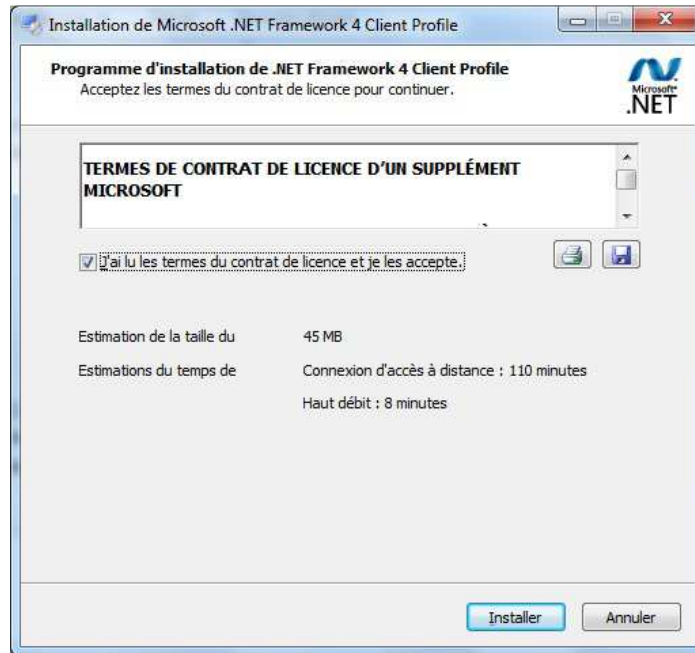 Installation de Microsoft .NET Framework 4 Client Profile
Programme d'installation de .NET Framework 4 Client Profile
Acceptez les termes du contrat de licence pour continuer.
Microsoft®
.NET
TERMES DE CONTRAT DE LICENCE D'UN SUPPLÉMENT
MICROSOFT
J'ai lu les termes du contrat de licence et je les accepte.
Estimation de la taille du 45 MB
Estimations du temps de Connexion d'accès à distance : 110 minutes
Haut débit : 8 minutes
Installer Annuler